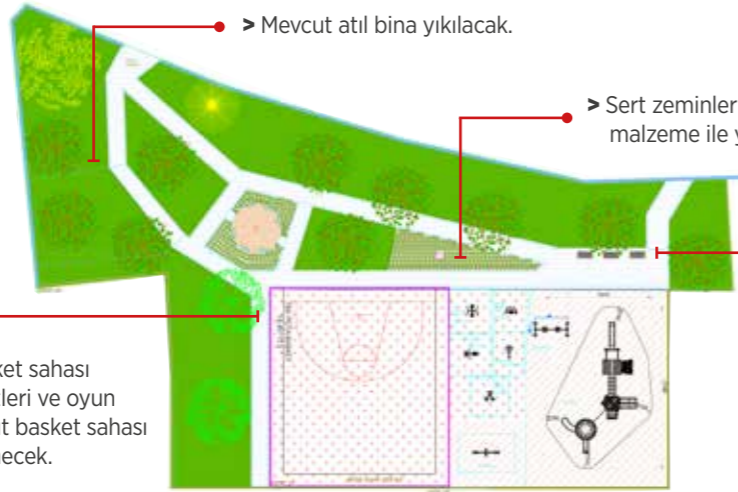 > Mevcut atıl bina yıkılacak.
> Sert zeminler
malzeme ile y
ket sahası
leri ve oyun
t basket sahası
ecek.